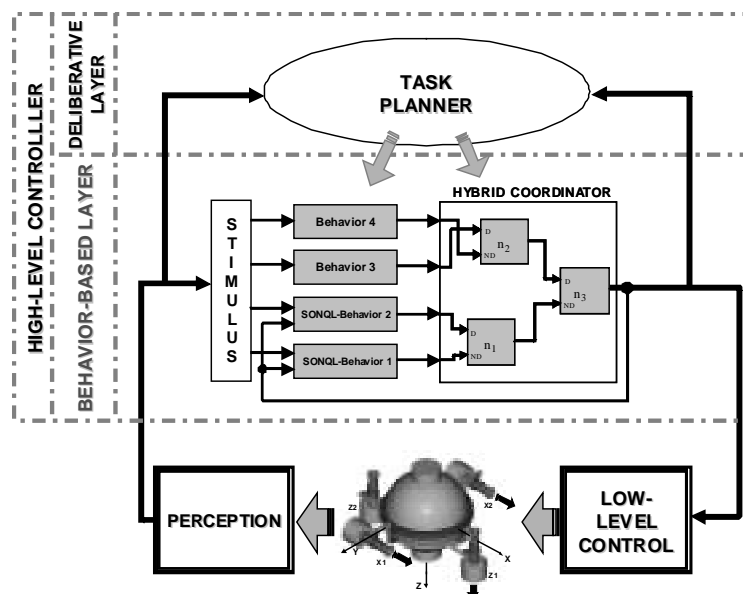 HIGH-LEVEL CONTROLLLER
DELIBERATIVE
LAYER
BEHAVIOR-BASED LAYER
TASK
PLANNER
HYBRID COORDINATOR
STIMULUS
Behavior 4
Behavior 3
SONQL-Behavior 2
SONQL-Behavior 1
D
ND
n2
D
ND
n3
D
ND
n1
PERCEPTION
Z2
X2
Y
X1
X
Z1
Z
LOW-
LEVEL
CONTROL